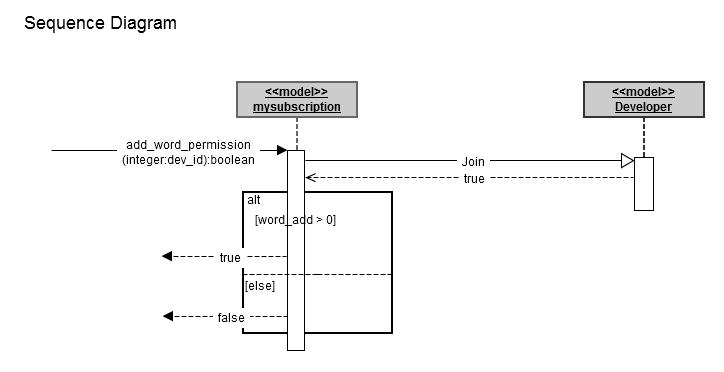 Sequence Diagram
<<model>>
mysubscription
<<model>>
Developer
add_word_permission
(integer:dev_id):boolean
Join
true
alt
[word_add > 0]
true
[else]
false